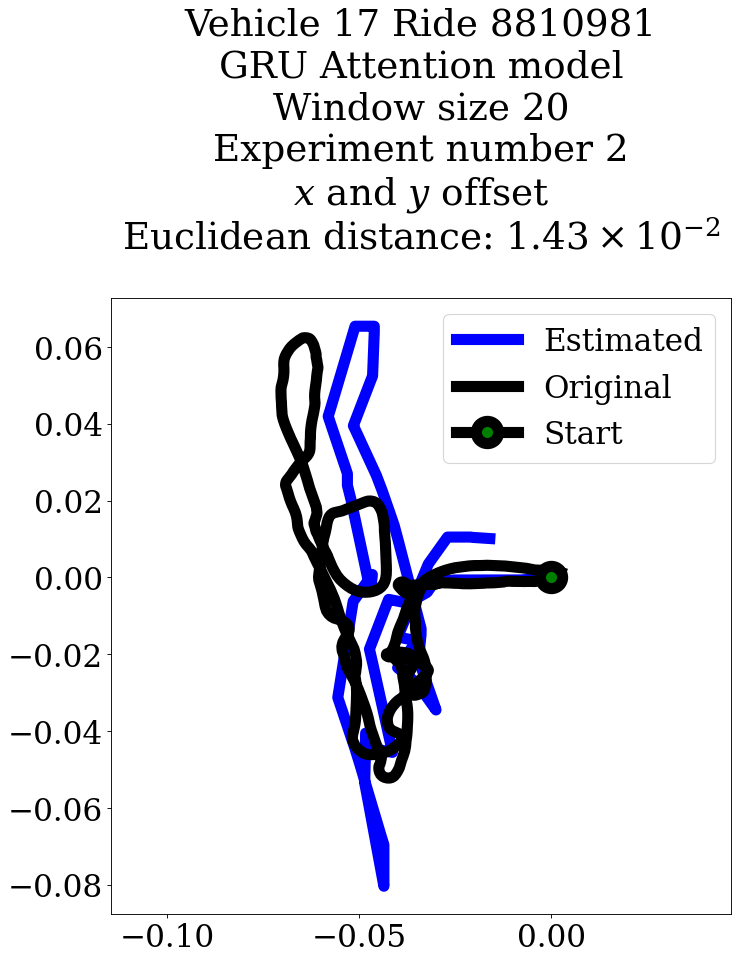 Vehicle 17 Ride 8810981
GRU Attention model
Window size 20
Experiment number 2
x and y offset
Euclidean distance: 1.43 × 10⁻²
Estimated
Original
Start
0.06
0.04
0.02
0.00
−0.02
−0.04
−0.06
−0.08
−0.10
−0.05
0.00